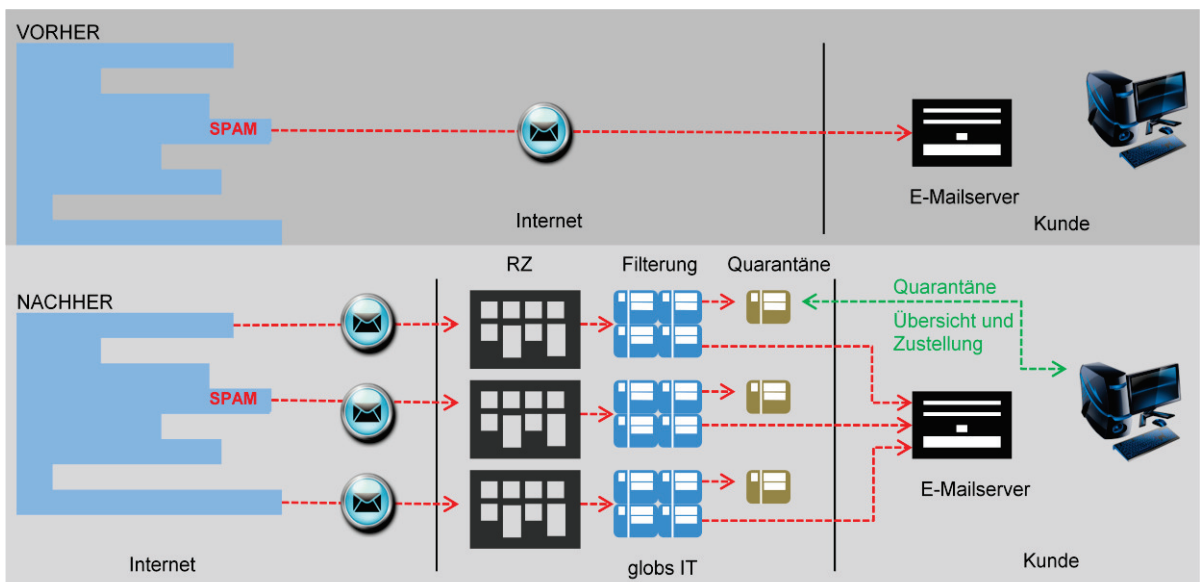 VORHER
SPAM
E-Mailserver
Internet
Kunde
RZ
Filterung
Quarantäne
NACHHER
Quarantäne
Übersicht und
Zustellung
SPAM
E-Mailserver
Internet
globs IT
Kunde